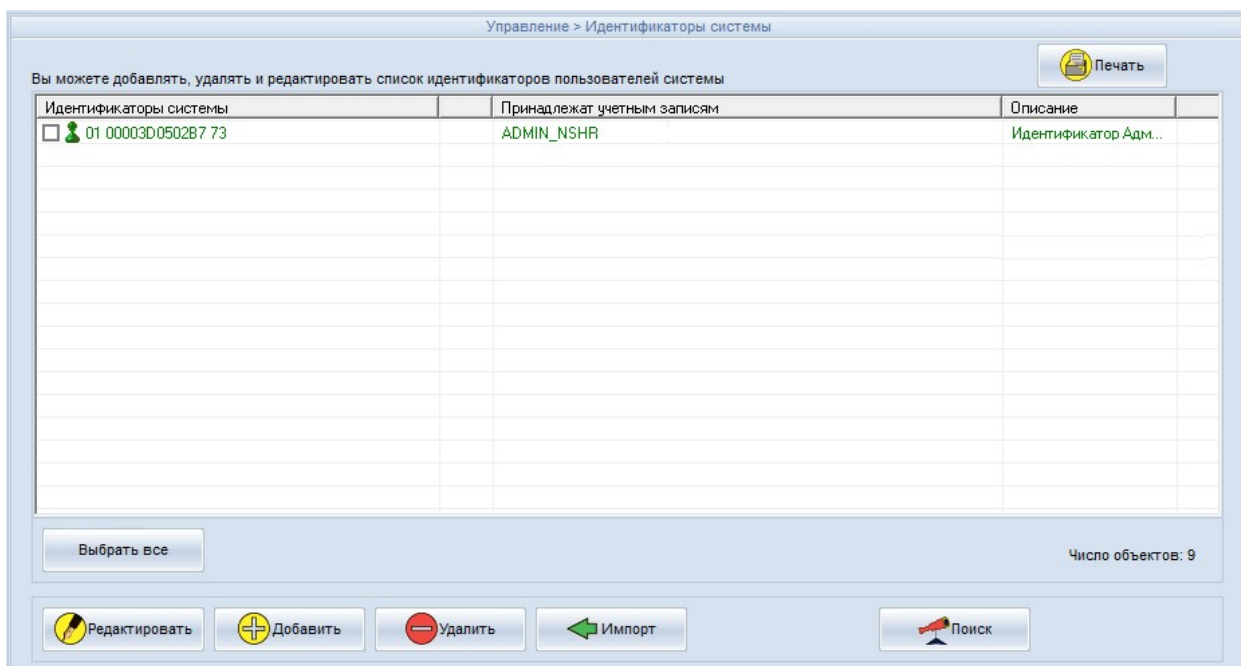 Управление > Идентификаторы системы
Печать
Вы можете добавлять, удалять и редактировать список идентификаторов пользователей системы
Идентификаторы системы Принадлежат учетным записям Описание
01 00003D0502B7 73 ADMIN_NSHR Идентификатор Адм...
Выбрать все Число объектов: 9
Редактировать Добавить Удалить Импорт Поиск